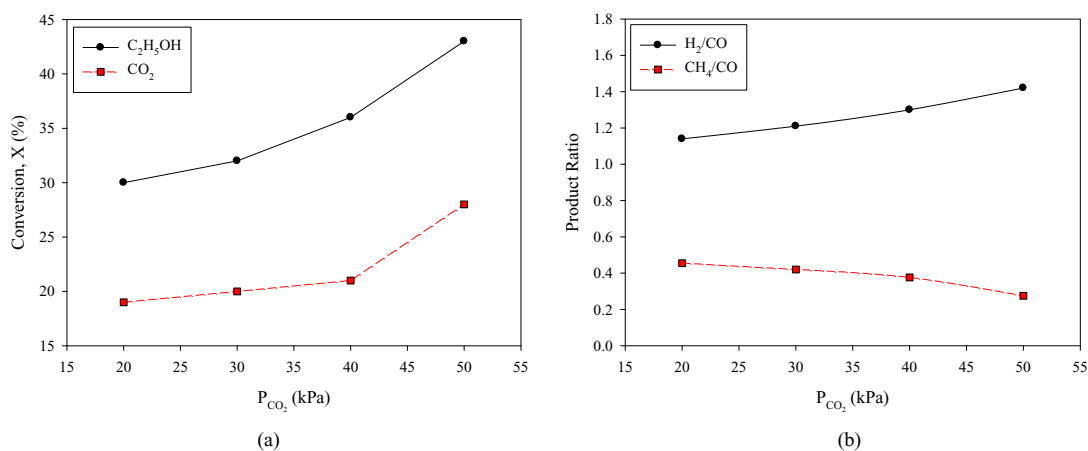 45
40
35
30
25
20
15
Conversion, X (%)
C₂H₅OH
CO₂
15 20 25 30 35 40 45 50 55
P_CO₂ (kPa)
(a)
1.8
1.6
1.4
1.2
1.0
0.8
0.6
0.4
0.2
0.0
Product Ratio
H₂/CO
CH₄/CO
15 20 25 30 35 40 45 50 55
P_CO₂ (kPa)
(b)